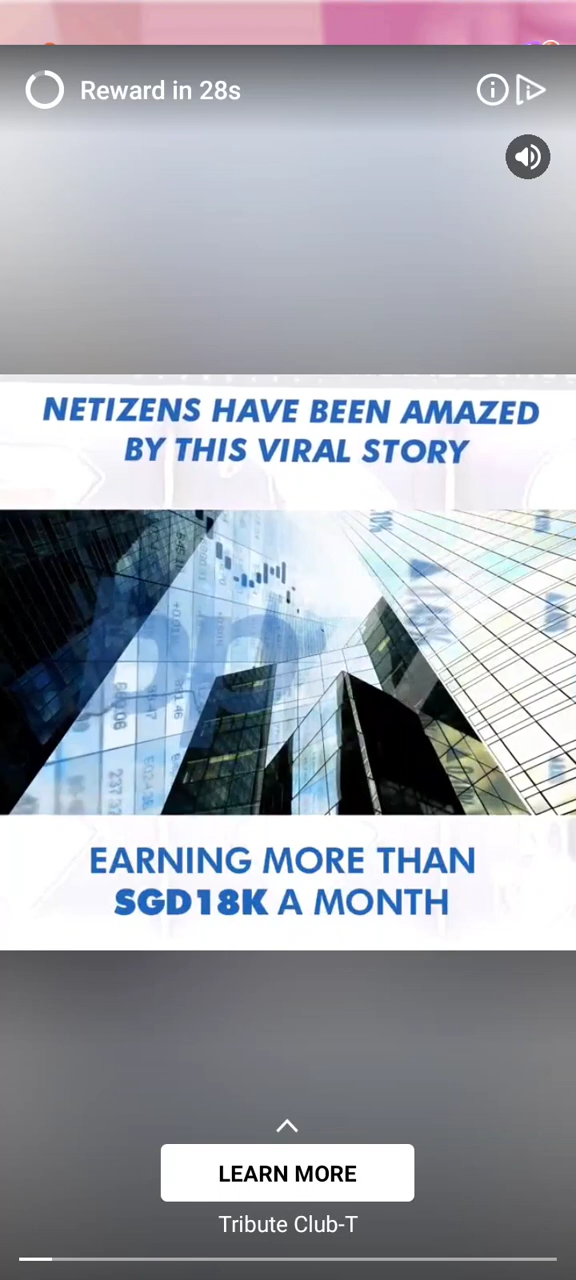 Reward in 28s
NETIZENS HAVE BEEN AMAZED
BY THIS VIRAL STORY
EARNING MORE THAN
SGD18K A MONTH
LEARN MORE
Tribute Club-T